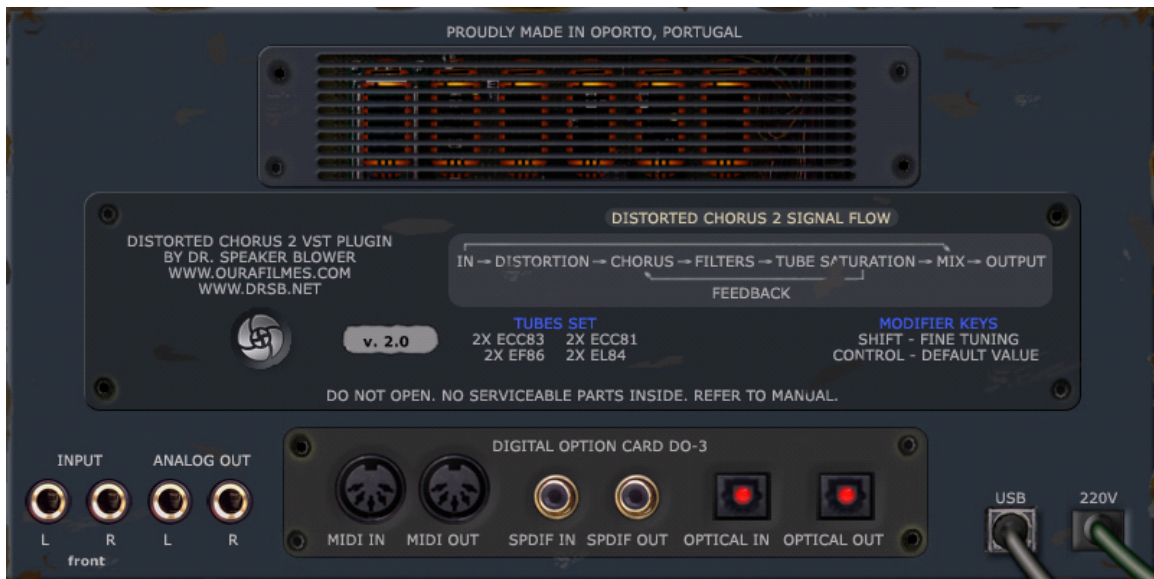 PROUDLY MADE IN OPORTO, PORTUGAL
DISTORTED CHORUS 2 VST PLUGIN
BY DR. SPEAKER BLOWER
WWW.OURAFILMES.COM
WWW.DRSB.NET
v. 2.0
DISTORTED CHORUS 2 SIGNAL FLOW
IN → DISTORTION → CHORUS → FILTERS → TUBE SATURATION → MIX → OUTPUT
FEEDBACK
TUBES SET
2X ECC83 2X ECC81
2X EF86 2X EL84
MODIFIER KEYS
SHIFT - FINE TUNING
CONTROL - DEFAULT VALUE
DO NOT OPEN. NO SERVICEABLE PARTS INSIDE. REFER TO MANUAL.
INPUT ANALOG OUT
L R L R
front
DIGITAL OPTION CARD DO-3
MIDI IN MIDI OUT SPDIF IN SPDIF OUT OPTICAL IN OPTICAL OUT
USB 220V